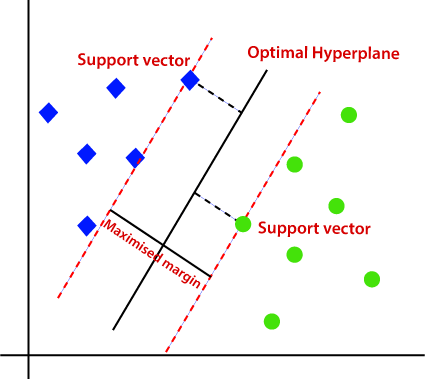 Optimal Hyperplane
Support vector
Support vector
Maximised margin